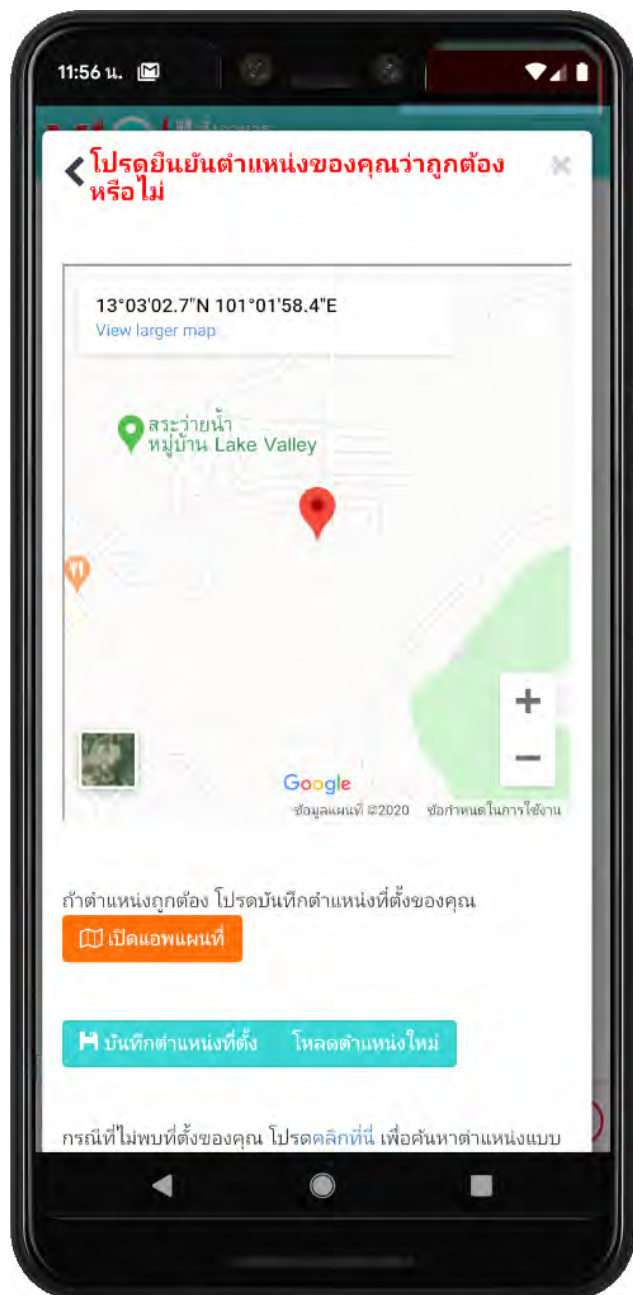 11:56 น.
โปรดยืนยันตำแหน่งของคุณว่าถูกต้อง
หรือไม่
13°03'02.7"N 101°01'58.4"E
View larger map
สระว่ายน้ำ
หมู่บ้าน Lake Valley
Google
ข้อมูลแผนที่ ©2020 ข้อกำหนดในการใช้งาน
ถ้าตำแหน่งถูกต้อง โปรดบันทึกตำแหน่งที่ตั้งของคุณ
เปิดแอพแผนที่
บันทึกตำแหน่งที่ตั้ง โหลดตำแหน่งใหม่
กรณีที่ไม่พบที่ตั้งของคุณ โปรดคลิกที่นี่ เพื่อค้นหาตำแหน่งแบบ